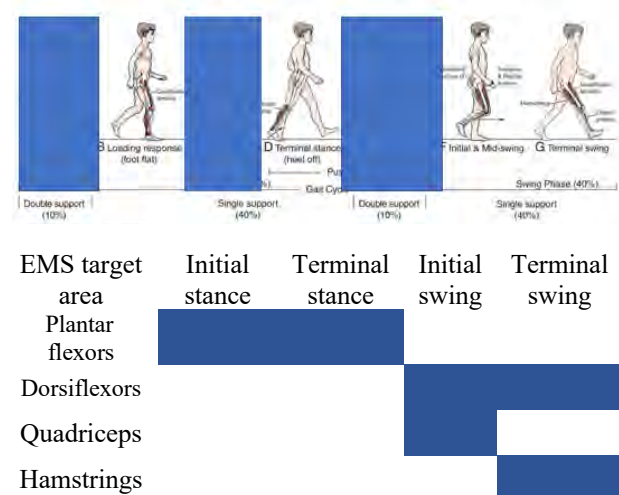 B Loading response
(foot flat)
D Terminal stance
(heel off)
F Initial & Mid-swing
G Terminal swing
Swing Phase (40%)
Double support
(10%)
Single support
(40%)
Double support
(10%)
Single support
(40%)
EMS target area
Initial stance
Terminal stance
Initial swing
Terminal swing
Plantar flexors
Dorsiflexors
Quadriceps
Hamstrings